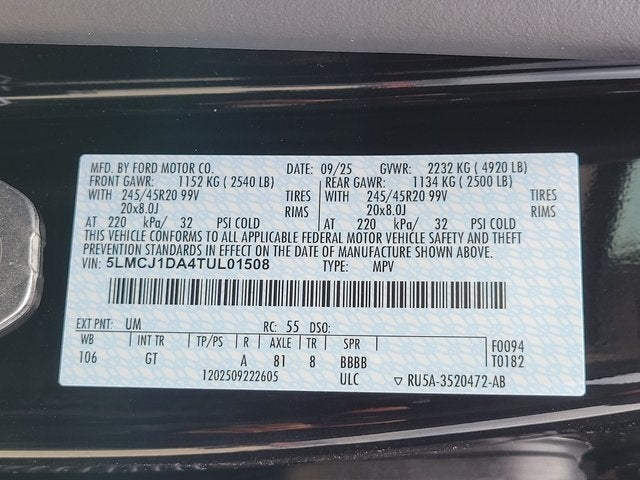 MFD. BY FORD MOTOR CO. DATE: 09/25 GVWR: 2232 KG ( 4920 LB)
FRONT GAWR: 1152 KG ( 2540 LB) REAR GAWR: 1134 KG ( 2500 LB)
WITH 245/45R20 99V TIRES WITH 245/45R20 99V TIRES
20x8.0J RIMS 20x8.0J RIMS
AT 220 kPa/ 32 PSI COLD AT 220 kPa/ 32 PSI COLD
THIS VEHICLE CONFORMS TO ALL APPLICABLE FEDERAL MOTOR VEHICLE SAFETY AND THEFT
PREVENTION STANDARDS IN EFFECT ON THE DATE OF MANUFACTURE SHOWN ABOVE.
VIN: 5LMCJ1DA4TUL01508 TYPE: MPV
EXT PNT: UM RC: 55 DSO:
WB INT TR TP/PS R AXLE TR SPR F0094
106 GT A 81 8 BBBB T0182
1202509222605 ULC ▽ RU5A-3520472-AB